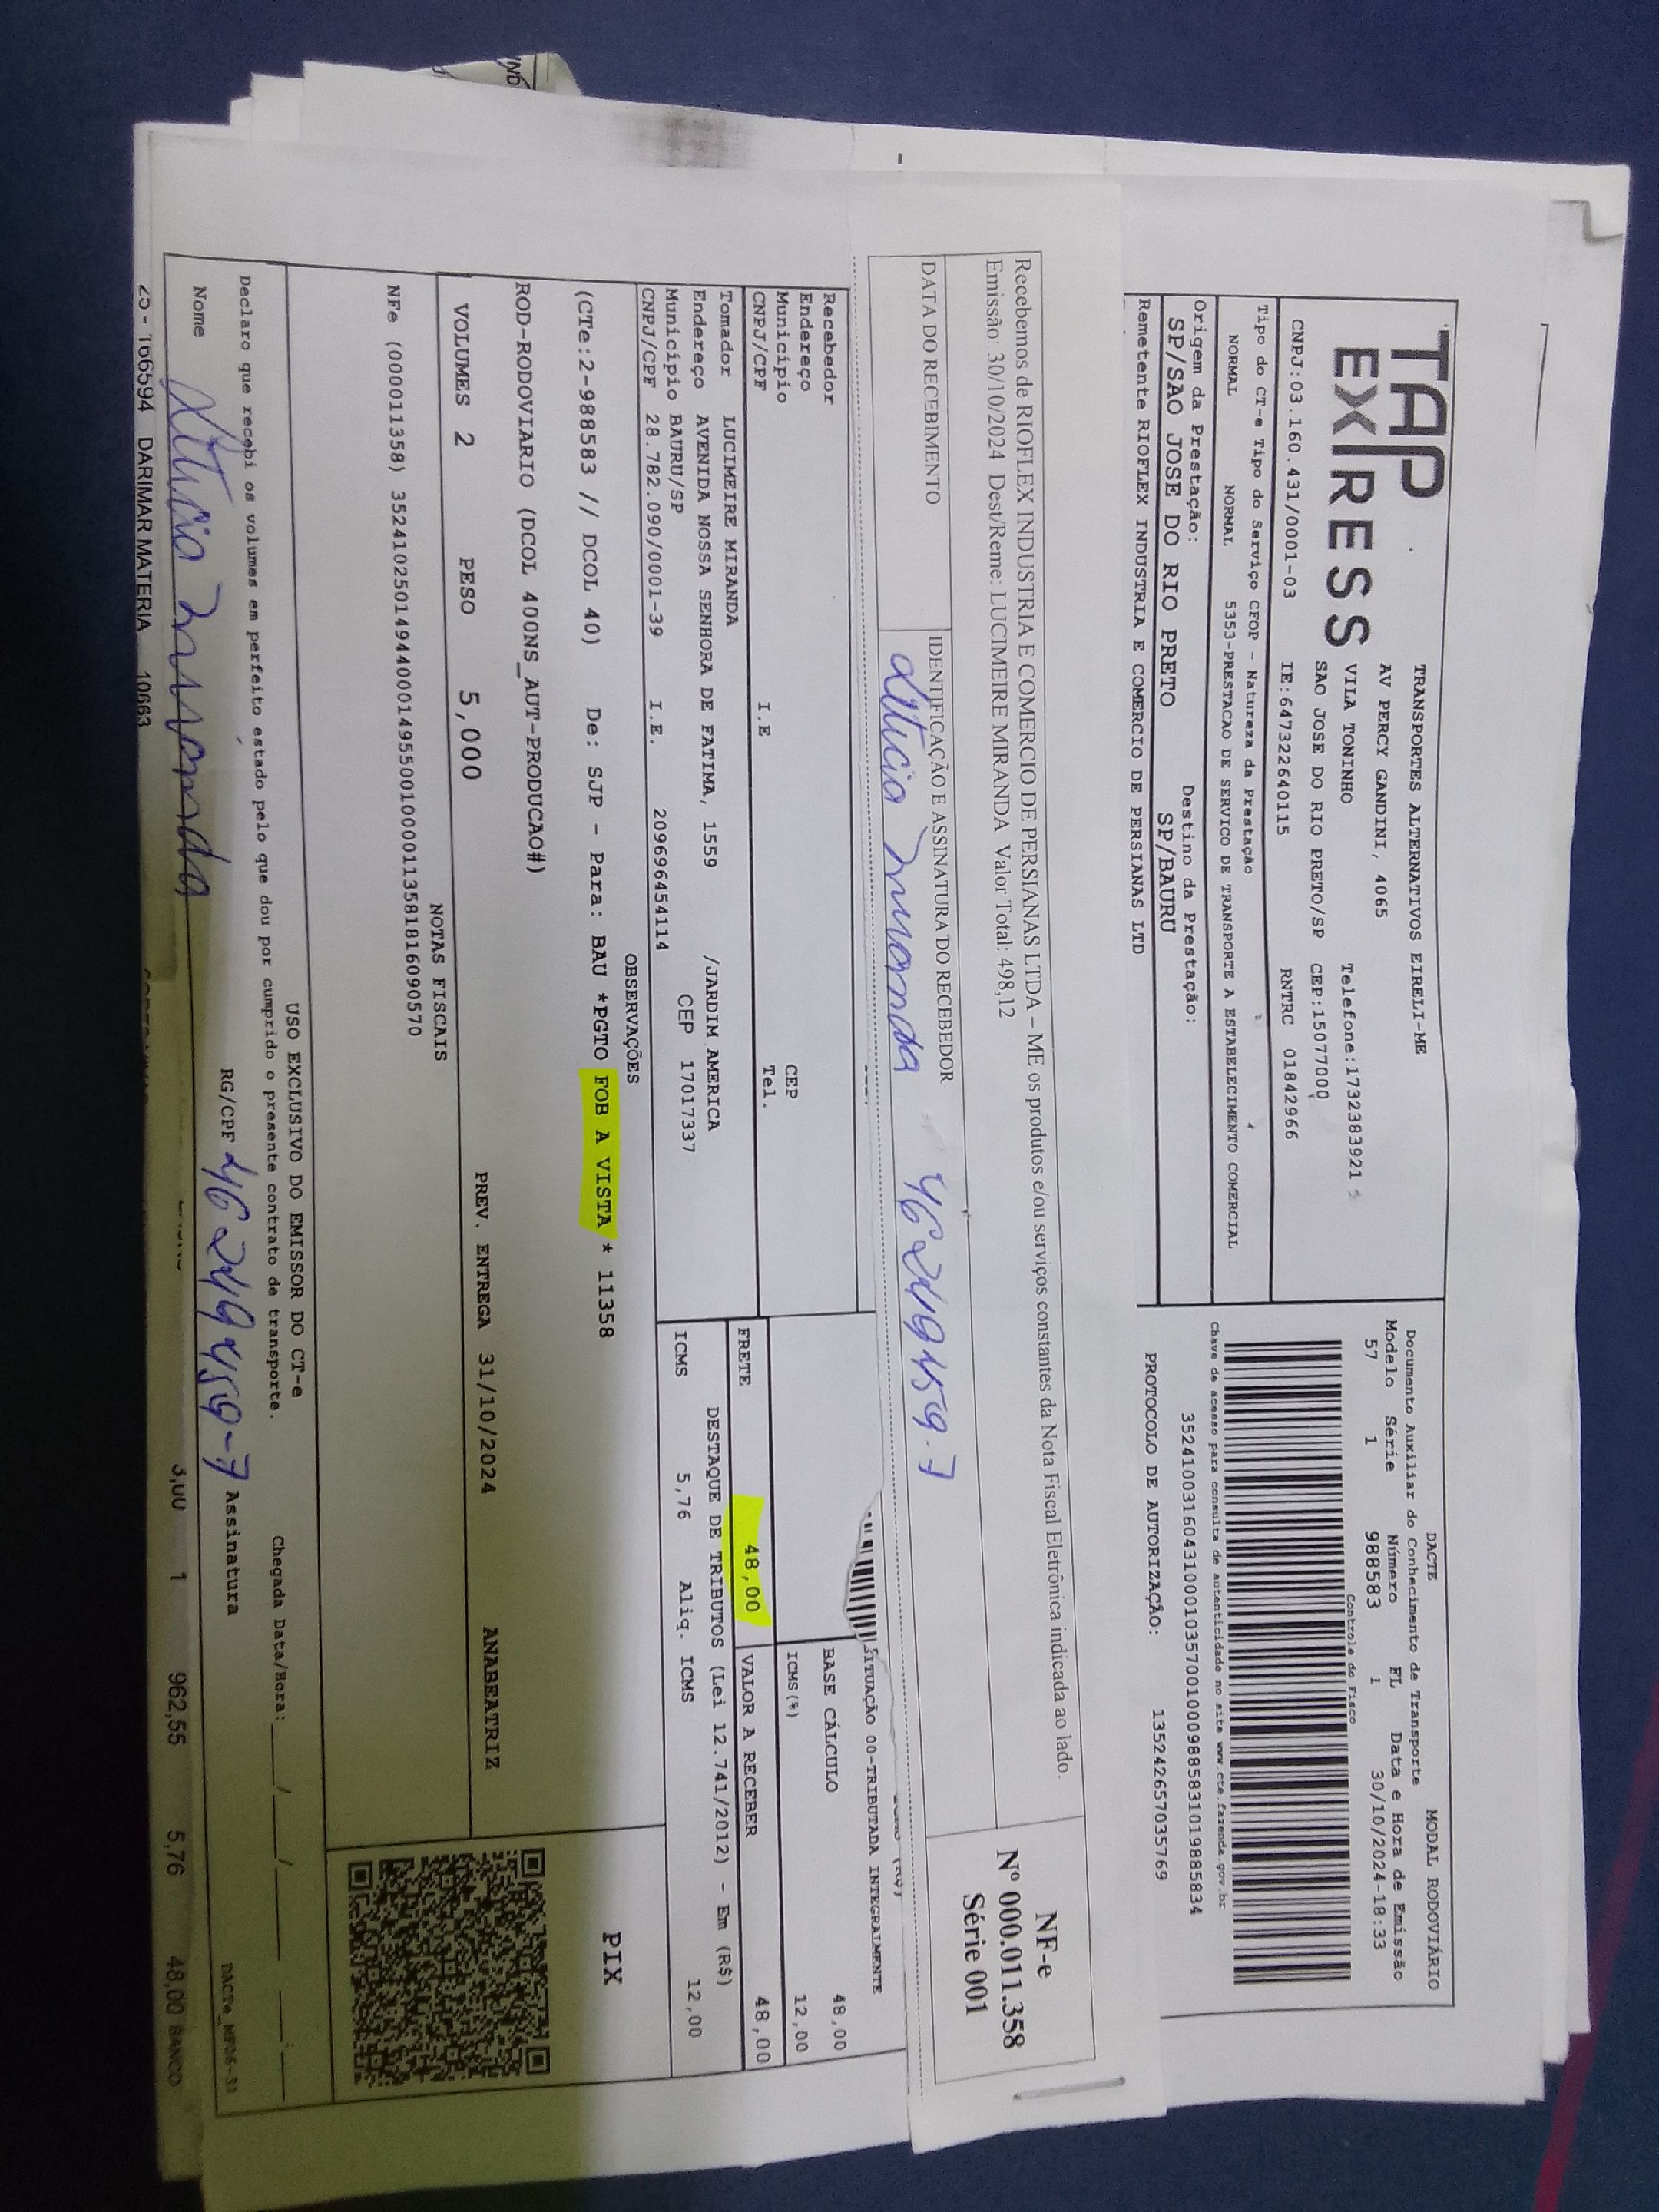 TAP
EXPRESS
TRANSPORTES ALTERNATIVOS EIRELI-ME
AV PERCY GANDINI, 4065
VILA TONINHO Telefone:1732383921
SAO JOSE DO RIO PRETO/SP CEP:15077000
CNPJ:03.160.431/0001-03 IE:647322640115 RNTRC 01842966
Tipo do CT-e Tipo do Serviço CFOP - Natureza da Prestação
NORMAL NORMAL 5353-PRESTACAO DE SERVICO DE TRANSPORTE A ESTABELECIMENTO COMERCIAL
Origem da Prestação: Destino da Prestação:
SP/SAO JOSE DO RIO PRETO SP/BAURU
Remetente RIOFLEX INDUSTRIA E COMERCIO DE PERSIANAS LTD
DACTE MODAL RODOVIÁRIO
Documento Auxiliar do Conhecimento de Transporte
Modelo Série Número FL Data e Hora de Emissão
57 1 988583 1 30/10/2024-18:33
Controle do Fisco
Chave de acesso para consulta de autenticidade no site www.cte.fazenda.gov.br
35241003160431000103570010009885831019885834
PROTOCOLO DE AUTORIZAÇÃO: 135242657035769
Recebemos de RIOFLEX INDUSTRIA E COMERCIO DE PERSIANAS LTDA - ME os produtos e/ou serviços constantes da Nota Fiscal Eletrônica indicada ao lado.
Emissão: 30/10/2024 Dest/Reme: LUCIMEIRE MIRANDA Valor Total: 498,12
DATA DO RECEBIMENTO IDENTIFICAÇÃO E ASSINATURA DO RECEBEDOR
Miranda 46249459-7
NF-e
Nº 000.011.358
Série 001
SITUAÇÃO 00-TRIBUTADA INTEGRALMENTE
Recebedor
Endereço CEP
Município Tel.
CNPJ/CPF I.E
BASE CÁLCULO 48,00
ICMS(%) 12,00
FRETE 48,00 VALOR A RECEBER 48,00
Tomador LUCIMEIRE MIRANDA
Endereço AVENIDA NOSSA SENHORA DE FATIMA, 1559 /JARDIM AMERICA
Município BAURU/SP CEP 17017337
CNPJ/CPF 28.782.090/0001-39 I.E. 209696454114
DESTAQUE DE TRIBUTOS (Lei 12.741/2012) - Em (R$)
ICMS 5,76 Aliq. ICMS 12,00
OBSERVAÇÕES
(CTe:2-988583 // DCOL 40) De: SJP - Para: BAU *PGTO FOB A VISTA * 11358
ROD-RODOVIARIO (DCOL 400NS_AUT-PRODUCAO#)
PIX
VOLUMES 2 PESO 5,000 PREV. ENTREGA 31/10/2024 ANABEATRIZ
NOTAS FISCAIS
NFe (000011358) 35241025014944000149550010000113581816090570
USO EXCLUSIVO DO EMISSOR DO CT-e
Declaro que recebi os volumes em perfeito estado pelo que dou por cumprido o presente contrato de transporte. Chegada Data/Hora: ___/___/___ ___:___
Nome Miranda RG/CPF 46249459-7 Assinatura
DACTe_MF06-31
25 - 166594 DARIMAR MATERIA 10663 3,00 1 962,55 5,76 48,00 BANCO